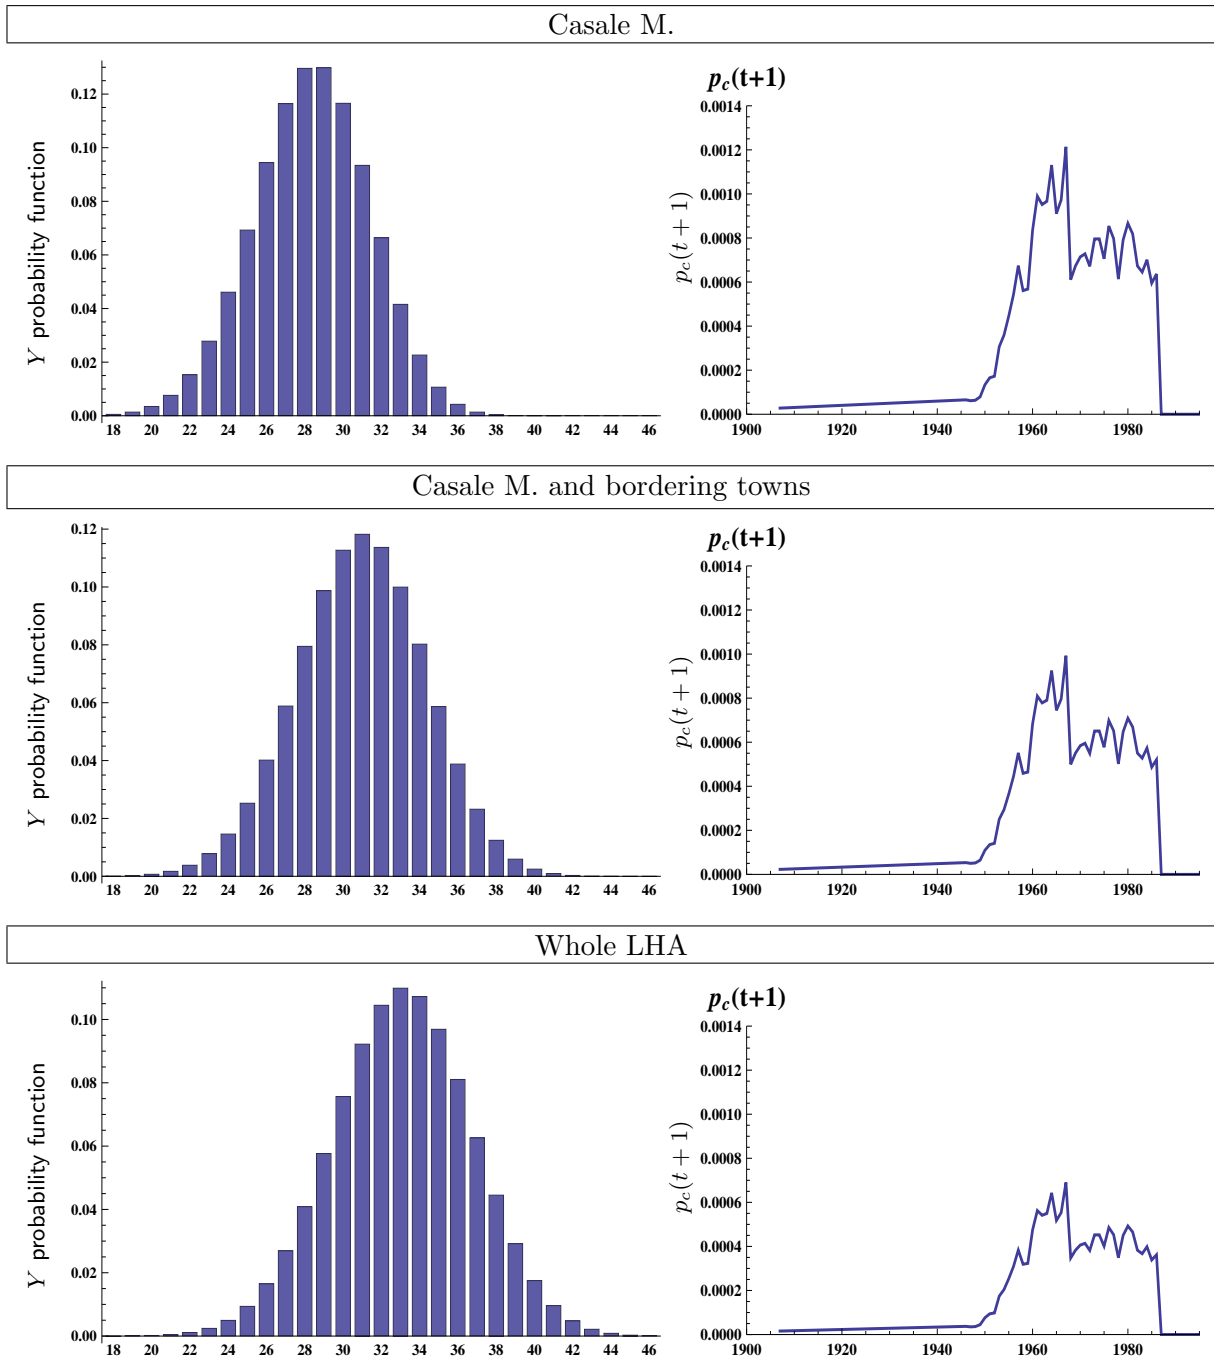 Casale M.
Y probability function
0.12
0.10
0.08
0.06
0.04
0.02
0.00
18 20 22 24 26 28 30 32 34 36 38 40 42 44 46
p_c(t+1)
p_c(t + 1)
0.0014
0.0012
0.0010
0.0008
0.0006
0.0004
0.0002
0.0000
1900 1920 1940 1960 1980
Casale M. and bordering towns
Y probability function
0.12
0.10
0.08
0.06
0.04
0.02
0.00
18 20 22 24 26 28 30 32 34 36 38 40 42 44 46
p_c(t+1)
p_c(t + 1)
0.0014
0.0012
0.0010
0.0008
0.0006
0.0004
0.0002
0.0000
1900 1920 1940 1960 1980
Whole LHA
Y probability function
0.10
0.08
0.06
0.04
0.02
0.00
18 20 22 24 26 28 30 32 34 36 38 40 42 44 46
p_c(t+1)
p_c(t + 1)
0.0014
0.0012
0.0010
0.0008
0.0006
0.0004
0.0002
0.0000
1900 1920 1940 1960 1980